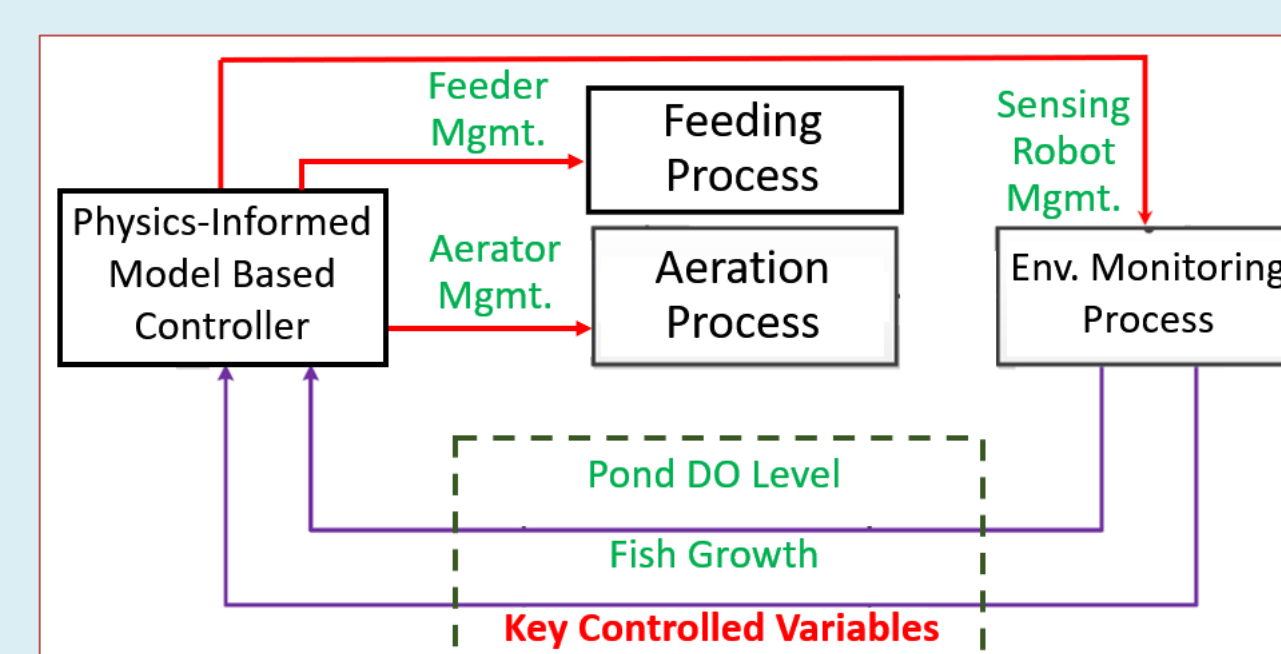 Feeder
Mgmt.
Feeding
Process
Sensing
Robot
Mgmt.
Physics-Informed
Model Based
Controller
Aerator
Mgmt.
Aeration
Process
Env. Monitoring
Process
Pond DO Level
Fish Growth
Key Controlled Variables